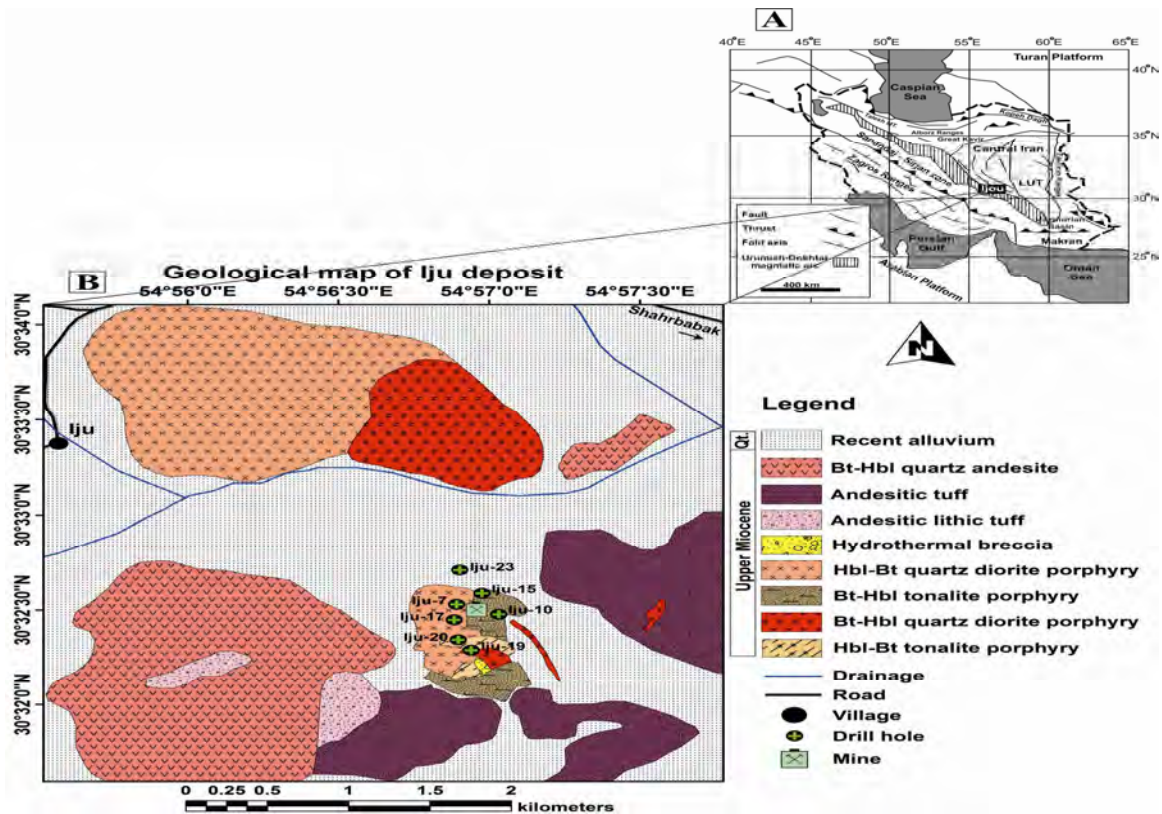 A
40°E 45°E 50°E 55°E 60°E 65°E
40°N
35°N
30°N
25°N
Turan Platform
Caspian
Sea
Kopeh Dagh
Alborz Ranges
Great Kavir
Central Iran
Sanandaj - Sirjan zone
Zagros Ranges
LUT
Ijou
Makran
Persian
Gulf
Oman
Sea
Arabian Platform
Fault
Thrust
Fold axis
Urumieh-Dokhtar
magmatic arc
400 km
B
Geological map of Iju deposit
54°56'0"E 54°56'30"E 54°57'0"E 54°57'30"E
30°34'0"N
30°33'30"N
30°33'0"N
30°32'30"N
30°32'0"N
Shahrbabak
Iju
Iju-23
Iju-15
Iju-7
Iju-10
Iju-17
Iju-20
Iju-19
0 0.25 0.5 1 1.5 2
kilometers
N
Legend
Qt.
Upper Miocene
Recent alluvium
Bt-Hbl quartz andesite
Andesitic tuff
Andesitic lithic tuff
Hydrothermal breccia
Hbl-Bt quartz diorite porphyry
Bt-Hbl tonalite porphyry
Bt-Hbl quartz diorite porphyry
Hbl-Bt tonalite porphyry
Drainage
Road
Village
Drill hole
Mine